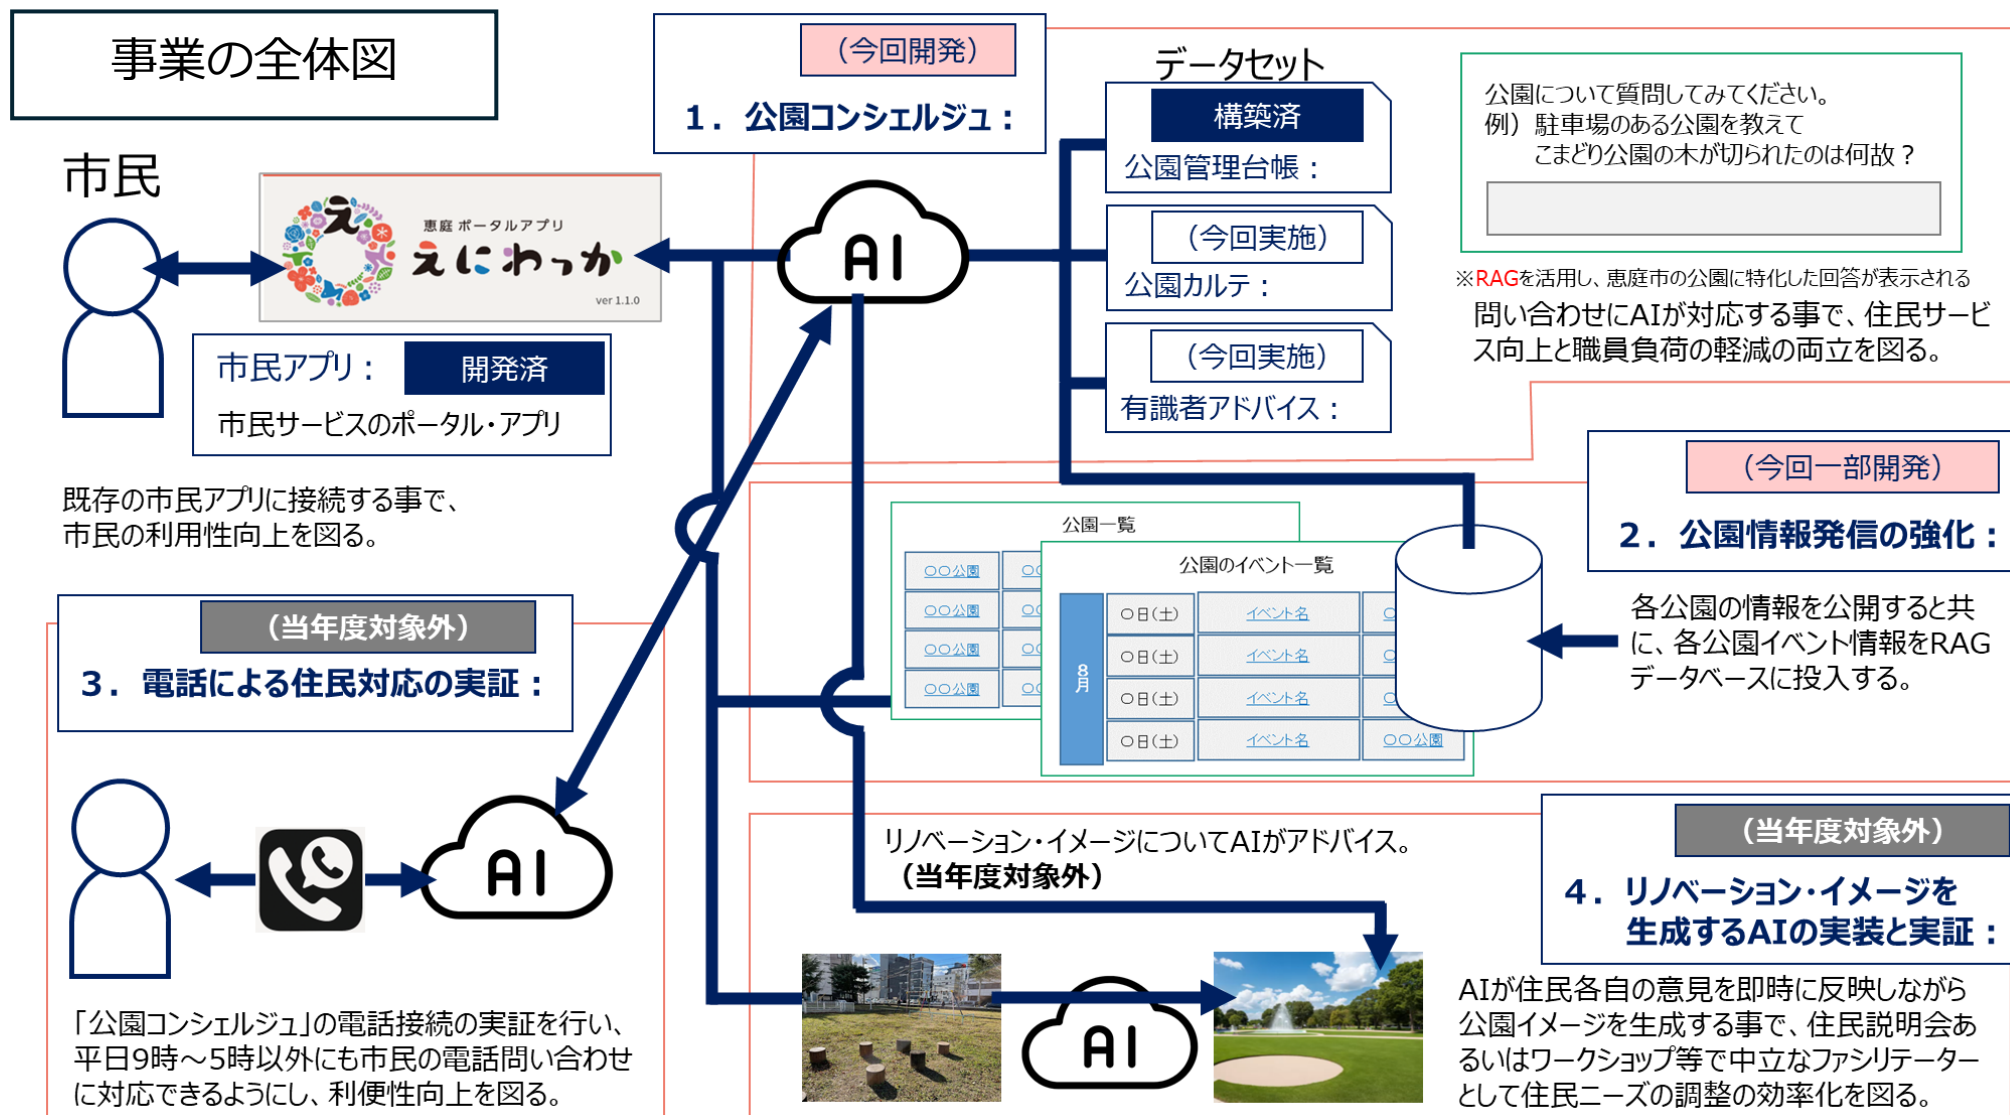 事業の全体図
市民
恵庭 ポータルアプリ
えにわっか
ver 1.1.0
市民アプリ：
開発済
市民サービスのポータル・アプリ
既存の市民アプリに接続する事で、
市民の利用性向上を図る。
（今回開発）
１．公園コンシェルジュ：
AI
データセット
構築済
公園管理台帳：
（今回実施）
公園カルテ：
（今回実施）
有識者アドバイス：
公園について質問してみてください。
例）駐車場のある公園を教えて
こまどり公園の木が切られたのは何故？
※RAGを活用し、恵庭市の公園に特化した回答が表示される
問い合わせにAIが対応する事で、住民サービ
ス向上と職員負荷の軽減の両立を図る。
（今回一部開発）
２．公園情報発信の強化：
各公園の情報を公開すると共
に、各公園イベント情報をRAG
データベースに投入する。
公園一覧
〇〇公園
〇〇公園
〇〇公園
〇〇公園
公園のイベント一覧
8月
〇日(土) イベント名
〇日(土) イベント名
〇日(土) イベント名
〇日(土) イベント名 〇〇公園
（当年度対象外）
３．電話による住民対応の実証：
AI
「公園コンシェルジュ」の電話接続の実証を行い、
平日9時～5時以外にも市民の電話問い合わせ
に対応できるようにし、利便性向上を図る。
リノベーション・イメージについてAIがアドバイス。
（当年度対象外）
AI
（当年度対象外）
４．リノベーション・イメージを
生成するAIの実装と実証：
AIが住民各自の意見を即時に反映しながら
公園イメージを生成する事で、住民説明会あ
るいはワークショップ等で中立なファシリテーター
として住民ニーズの調整の効率化を図る。